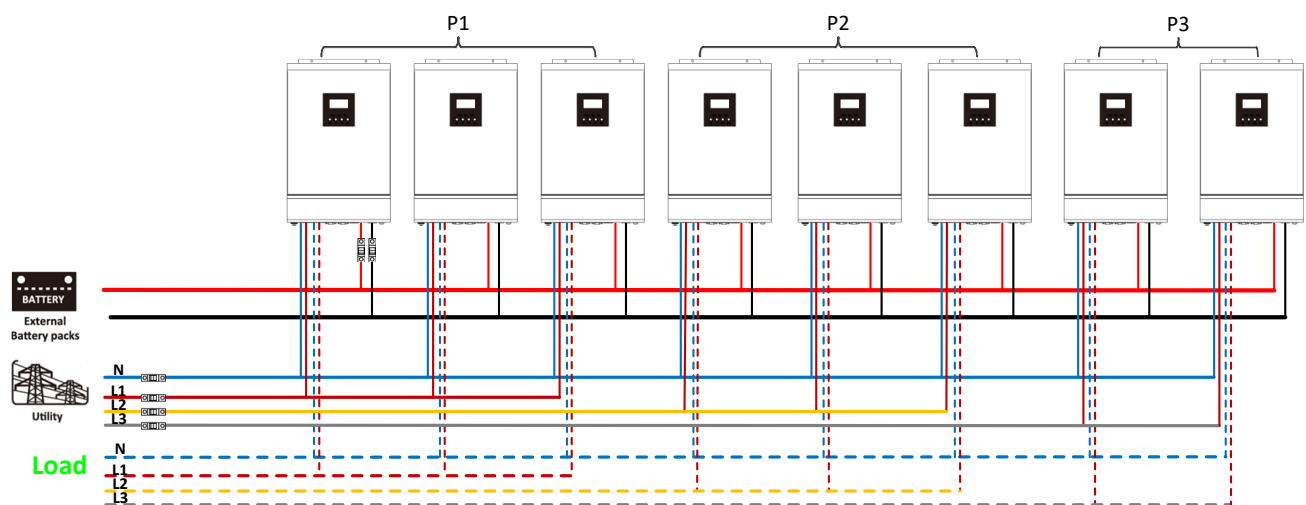 P1
P2
P3
BATTERY
External
Battery packs
Utility
N
L1
L2
L3
Load
N
L1
L2
L3